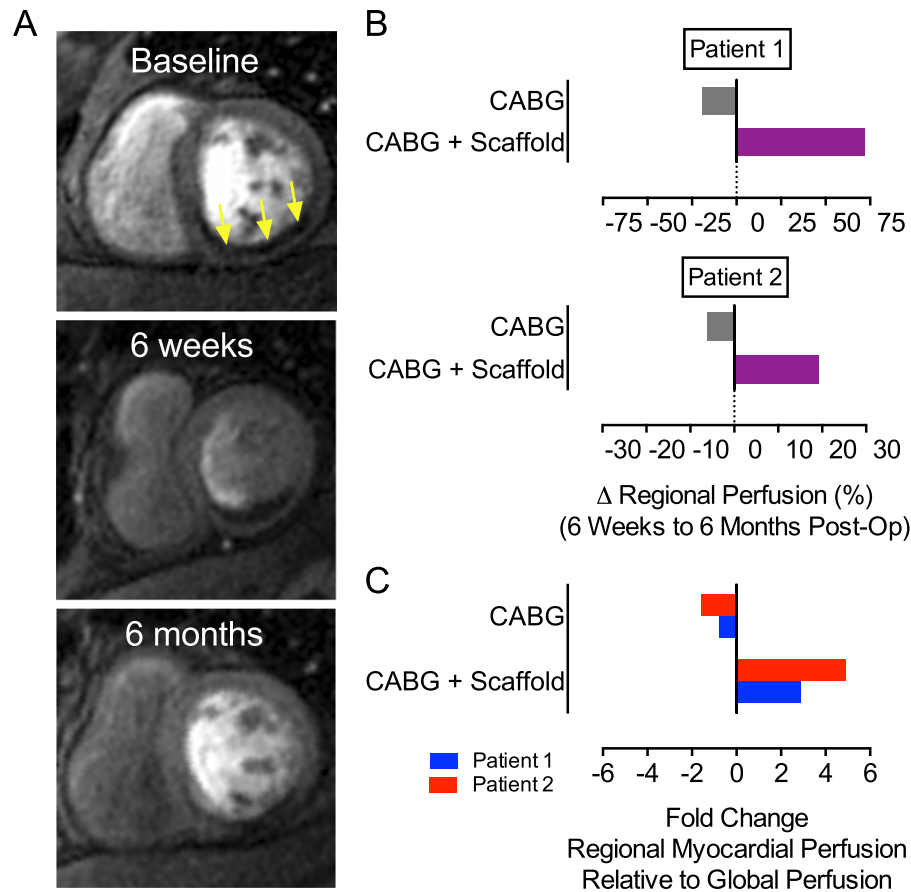 A
Baseline
6 weeks
6 months
B
Patient 1
CABG
CABG + Scaffold
-75 -50 -25 0 25 50 75
Patient 2
CABG
CABG + Scaffold
-30 -20 -10 0 10 20 30
Δ Regional Perfusion (%)
(6 Weeks to 6 Months Post-Op)
C
CABG
CABG + Scaffold
Patient 1
Patient 2
-6 -4 -2 0 2 4 6
Fold Change
Regional Myocardial Perfusion
Relative to Global Perfusion